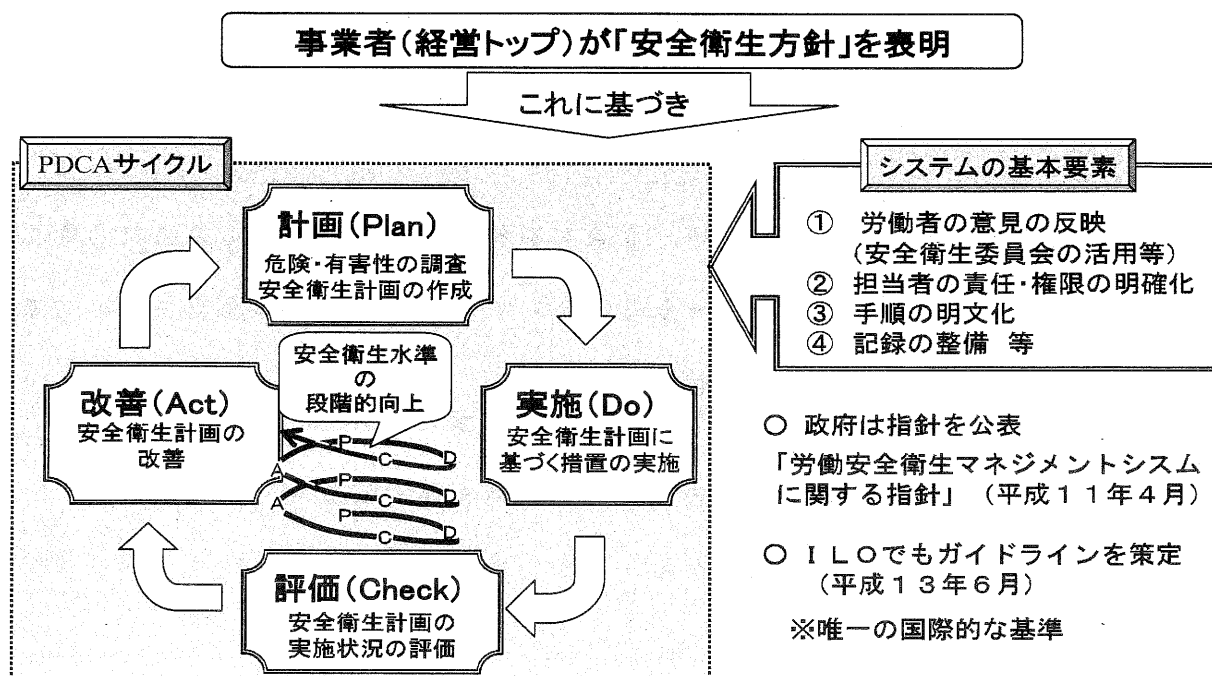 事業者(経営トップ)が「安全衛生方針」を表明
これに基づき
PDCAサイクル
計画(Plan)
危険・有害性の調査
安全衛生計画の作成
安全衛生水準
の
段階的向上
改善(Act)
安全衛生計画の
改善
実施(Do)
安全衛生計画に
基づく措置の実施
P
C
D
A
P
C
D
A
P
C
D
評価(Check)
安全衛生計画の
実施状況の評価
システムの基本要素
① 労働者の意見の反映
(安全衛生委員会の活用等)
② 担当者の責任・権限の明確化
③ 手順の明文化
④ 記録の整備 等
○ 政府は指針を公表
「労働安全衛生マネジメントシスム
に関する指針」(平成11年4月)
○ ILOでもガイドラインを策定
(平成13年6月)
※唯一の国際的な基準